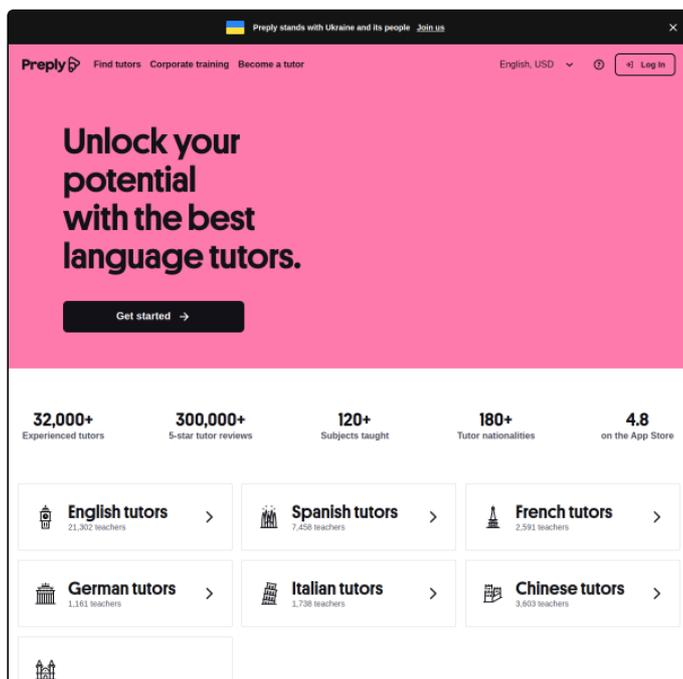 Preply stands with Ukraine and its people Join us
Preply
Find tutors Corporate training Become a tutor
English, USD
Log In
Unlock your
potential
with the best
language tutors.
Get started
32,000+
Experienced tutors
300,000+
5-star tutor reviews
120+
Subjects taught
180+
Tutor nationalities
4.8
on the App Store
English tutors
21,302 teachers
Spanish tutors
7,458 teachers
French tutors
2,591 teachers
German tutors
1,161 teachers
Italian tutors
1,738 teachers
Chinese tutors
3,603 teachers